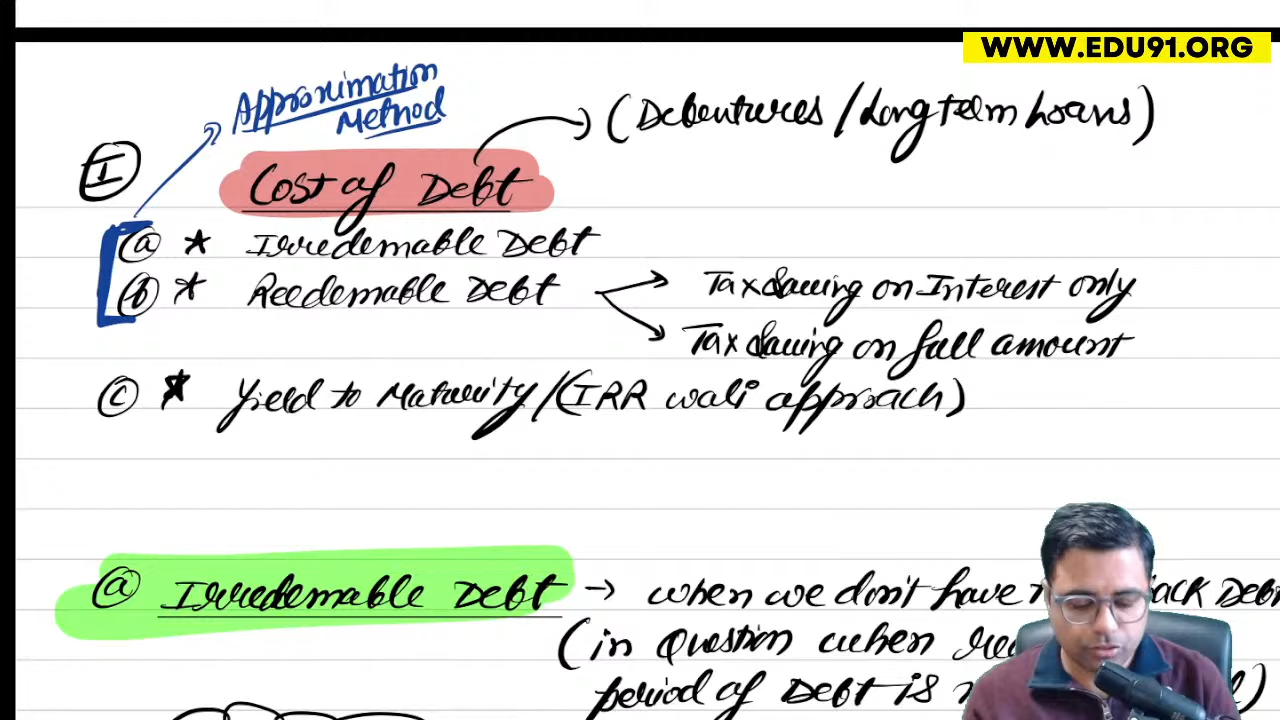 WWW.EDU91.ORG
Approximation
Method
(Debentures / Long term Loans)
I
Cost of Debt
a * Irredemable Debt
b * Reedemable Debt
Tax Saving on Interest only
Tax Saving on full amount
c * Yield to Maturity / (IRR wali approach)
a Irredemable Debt → when we don't have Debt
(in Question when
period of Debt is